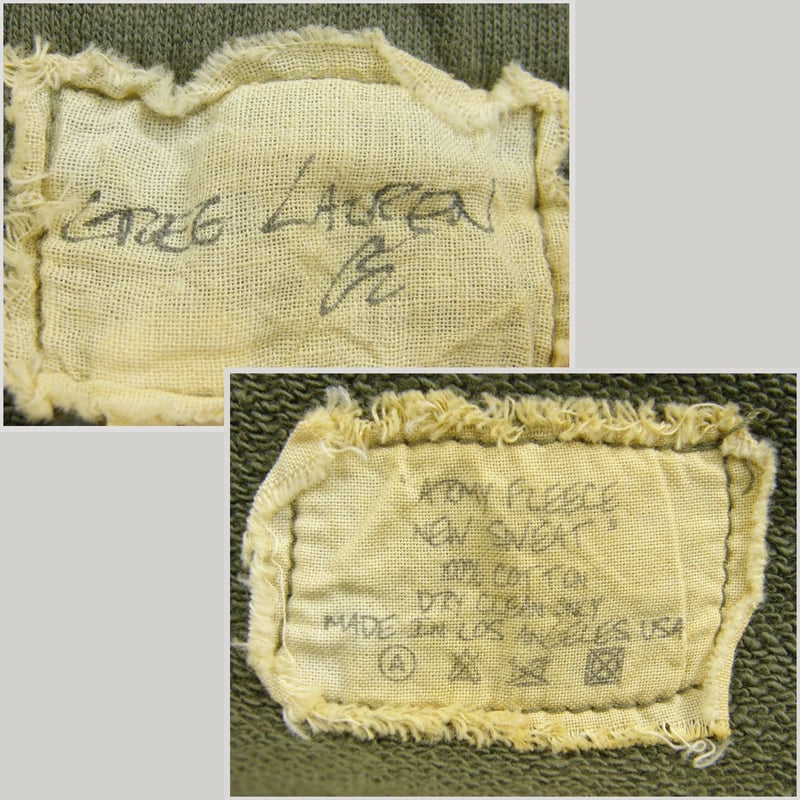 GREG LAUREN
GL
"ARMY FLEECE
NEW SWEAT"
100% COTTON
DRY CLEAN ONLY
MADE IN LOS ANGELES USA
A